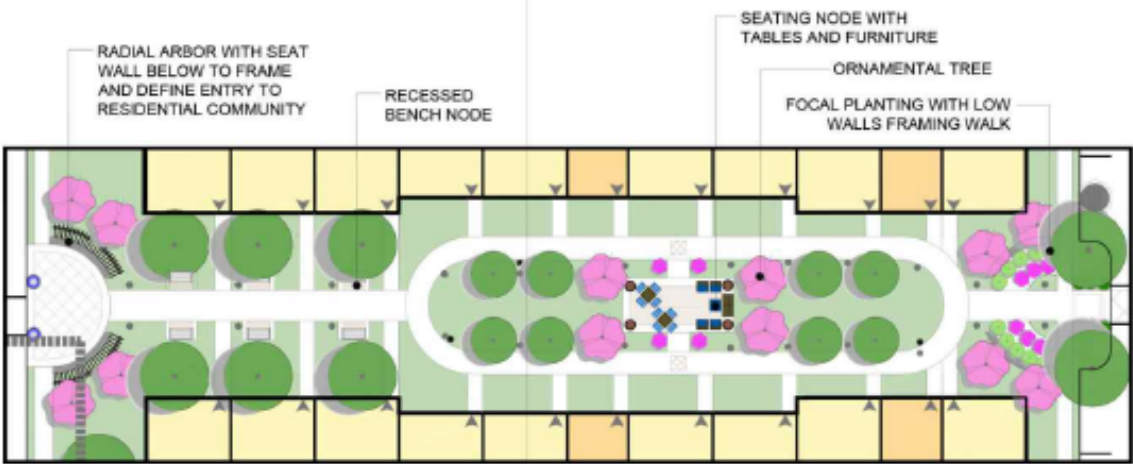 RADIAL ARBOR WITH SEAT
WALL BELOW TO FRAME
AND DEFINE ENTRY TO
RESIDENTIAL COMMUNITY
RECESSED
BENCH NODE
SEATING NODE WITH
TABLES AND FURNITURE
ORNAMENTAL TREE
FOCAL PLANTING WITH LOW
WALLS FRAMING WALK